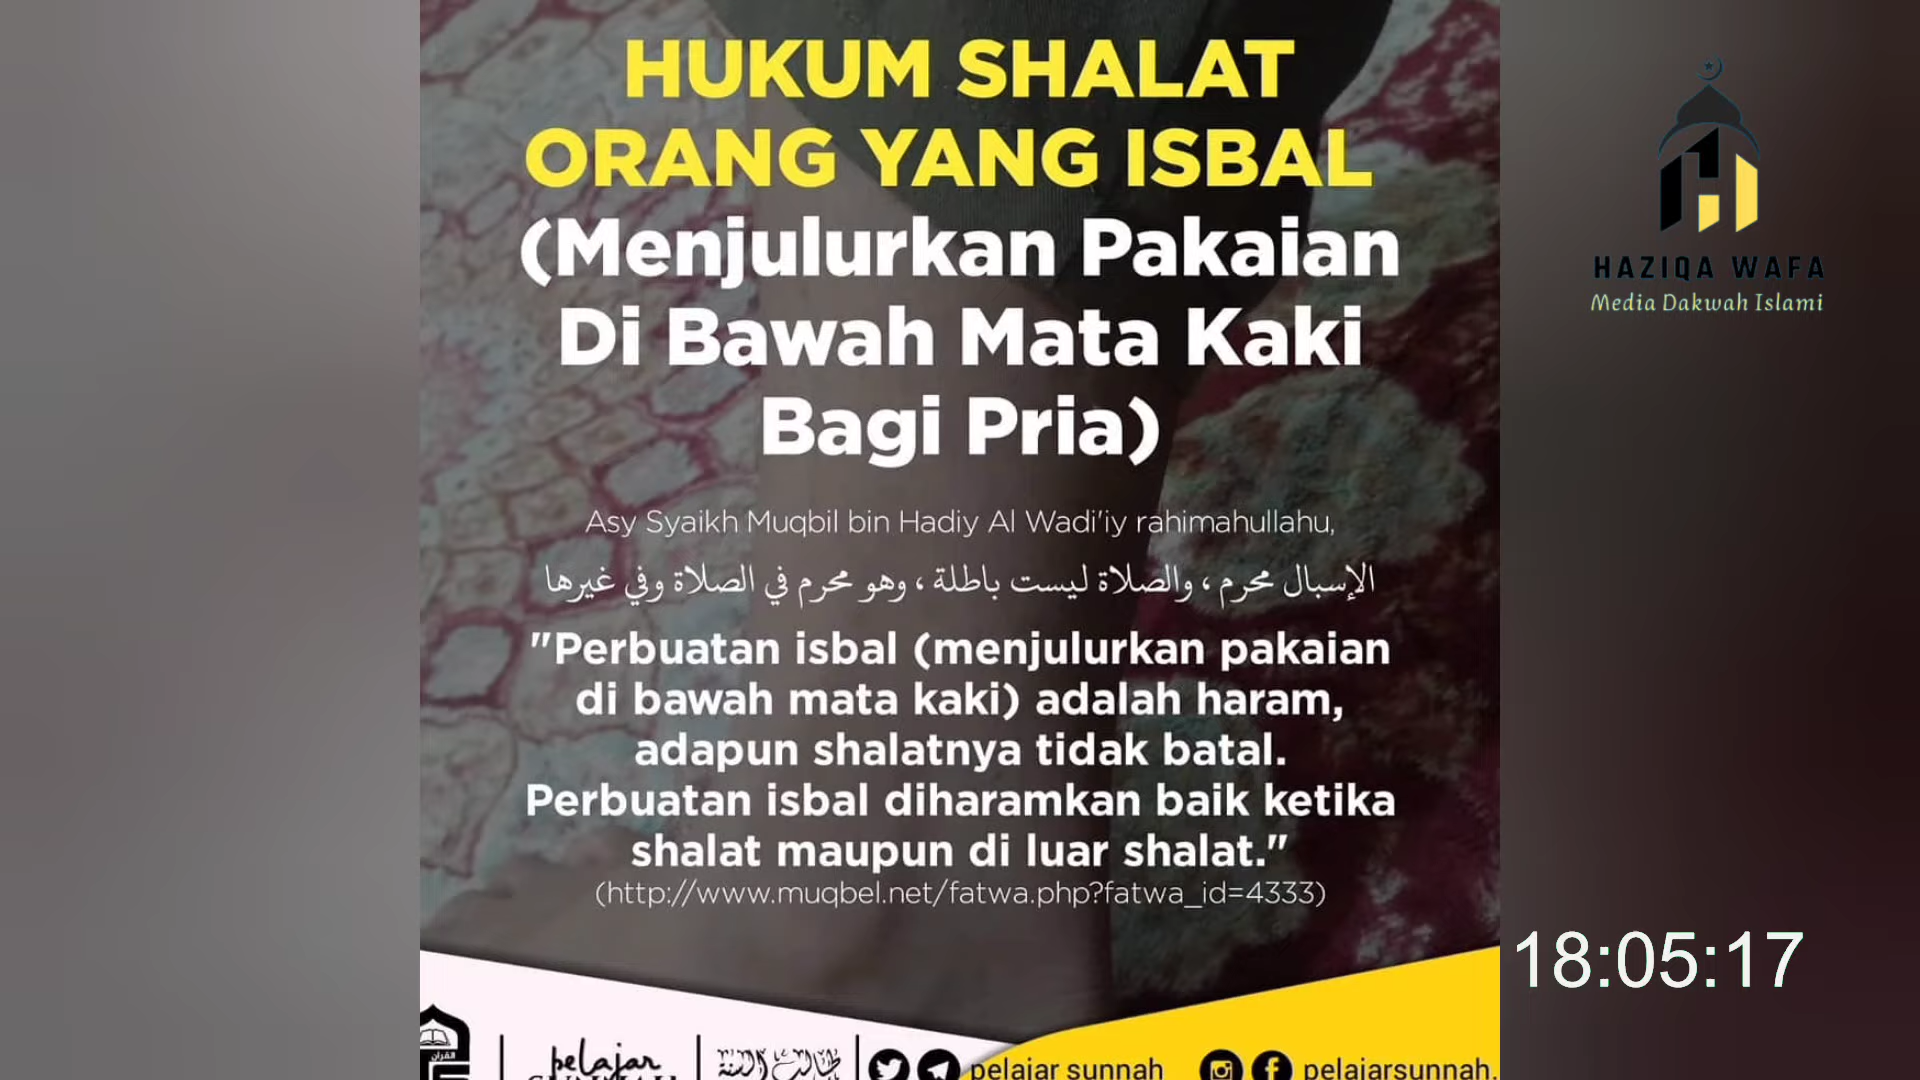 HUKUM SHALAT
ORANG YANG ISBAL
(Menjulurkan Pakaian
Di Bawah Mata Kaki
Bagi Pria)
Asy Syaikh Muqbil bin Hadiy Al Wadi'iy rahimahullahu,
الإسبال محرم ، والصلاة ليست باطلة ، وهو محرم في الصلاة وفي غيرها
"Perbuatan isbal (menjulurkan pakaian
di bawah mata kaki) adalah haram,
adapun shalatnya tidak batal.
Perbuatan isbal diharamkan baik ketika
shalat maupun di luar shalat."
(http://www.muqbel.net/fatwa.php?fatwa_id=4333)
HAZIQA WAFA
Media Dakwah Islami
18:05:17
pelajar
pelajar sunnah
pelajarsunnah.